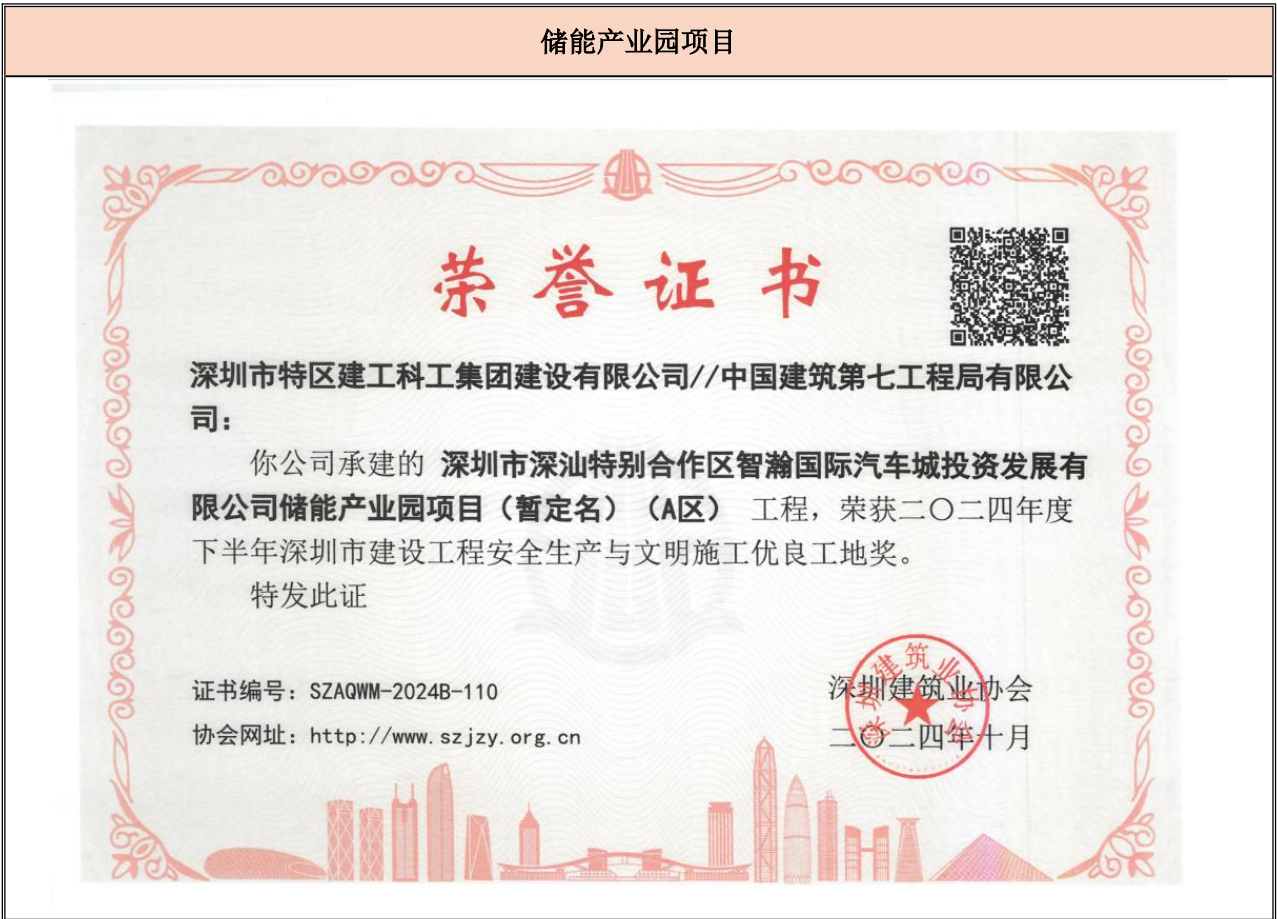 储能产业园项目
荣誉证书
深圳市特区建工科工集团建设有限公司//中国建筑第七工程局有限公
司：
你公司承建的 深圳市深汕特别合作区智瀚国际汽车城投资发展有
限公司储能产业园项目（暂定名）（A区） 工程，荣获二〇二四年度
下半年深圳市建设工程安全生产与文明施工优良工地奖。
特发此证
证书编号：SZAQWM-2024B-110
深圳建筑业协会
协会网址：http://www.szjzy.org.cn
二〇二四年十月
深圳建筑业协会